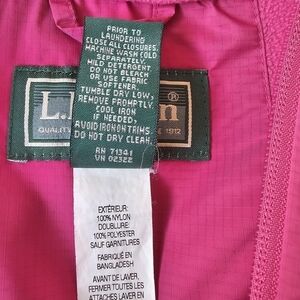 PRIOR TO
LAUNDERING
CLOSE ALL CLOSURES.
MACHINE WASH COLD
SEPARATELY.
MILD DETERGENT
DO NOT BLEACH
OR USE FABRIC
SOFTENER.
TUMBLE DRY LOW,
REMOVE PROMPTLY.
COOL IRON
IF NEEDED,
AVOID IRON ON TRIMS.
DO NOT DRY CLEAN.
RN 71341
VN 02322
L.
n®
QUALITY
1912
EXTÉRIEUR:
100% NYLON
DOUBLURE:
100% POLYESTER
SAUF GARNITURES
FABRIQUÉ EN
BANGLADESH
AVANT DE LAVER,
FERMER TOUTES LES
ATTACHES LAVER EN